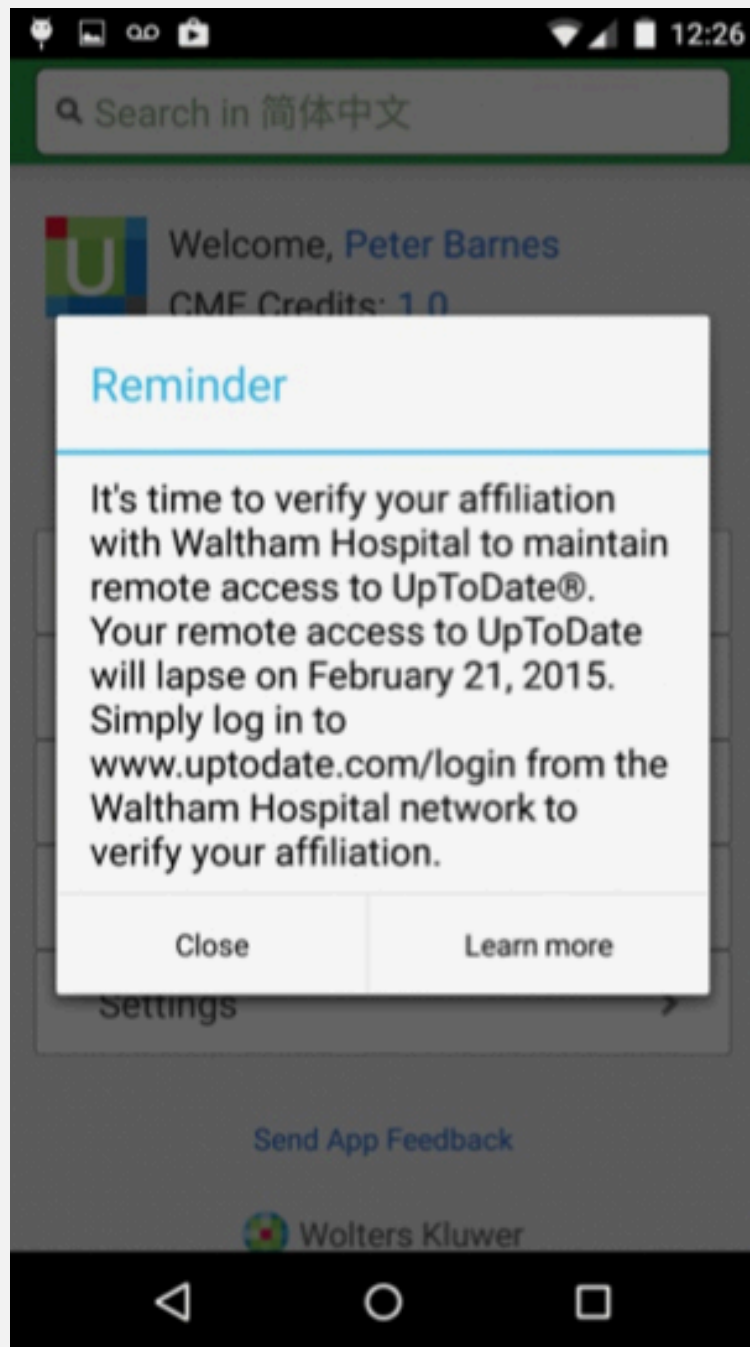 12:26
Search in 简体中文
U
Welcome, Peter Barnes
CME Credits: 1.0
Reminder
It's time to verify your affiliation
with Waltham Hospital to maintain
remote access to UpToDate®.
Your remote access to UpToDate
will lapse on February 21, 2015.
Simply log in to
www.uptodate.com/login from the
Waltham Hospital network to
verify your affiliation.
Close
Learn more
Settings
Send App Feedback
Wolters Kluwer